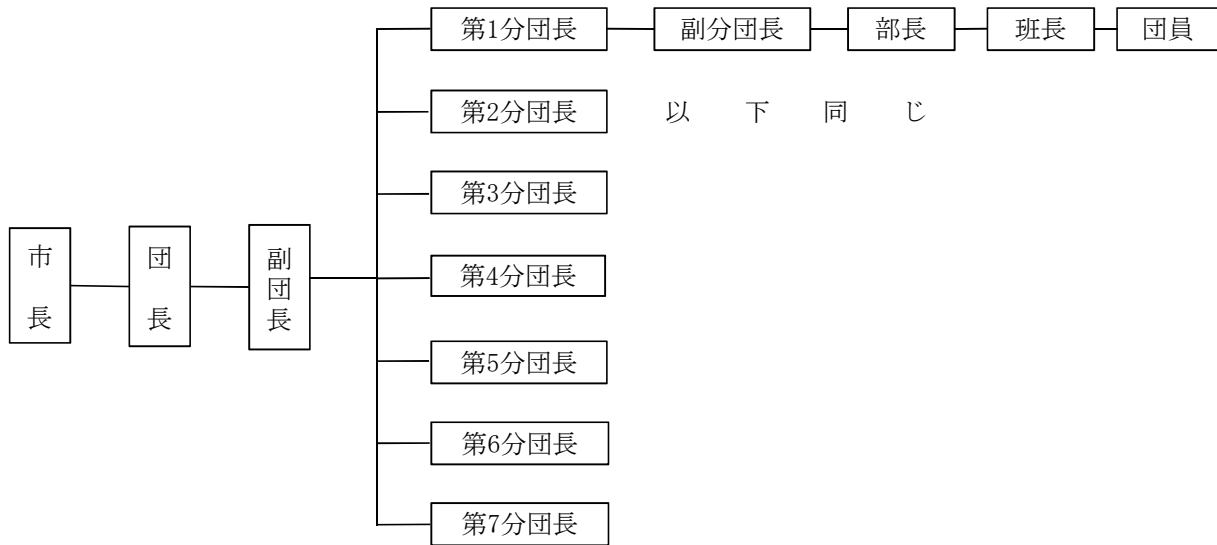 第1分団長 副分団長 部長 班長 団員
第2分団長 以下同じ
第3分団長
市長 団長 副団長 第4分団長
第5分団長
第6分団長
第7分団長